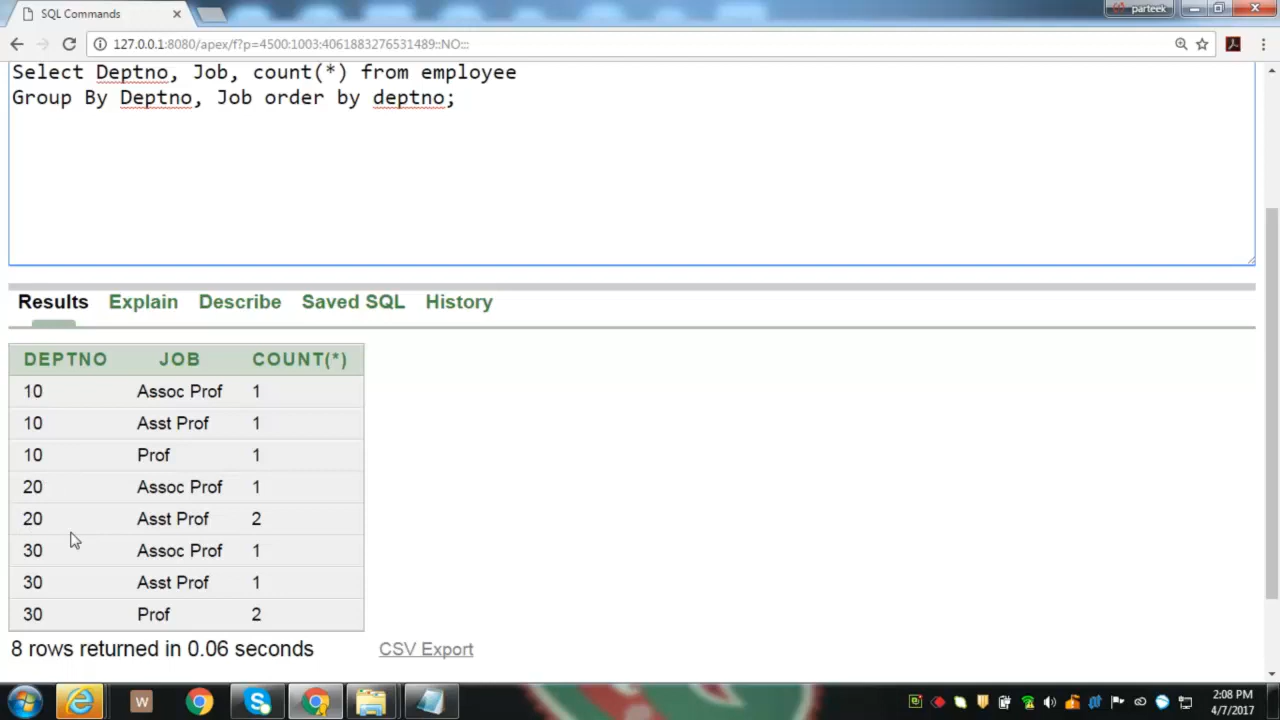 SQL Commands
parteek
127.0.0.1:8080/apex/f?p=4500:1003:4061883276531489::NO:::
Select Deptno, Job, count(*) from employee
Group By Deptno, Job order by deptno;
Results Explain Describe Saved SQL History
DEPTNO JOB COUNT(*)
10 Assoc Prof 1
10 Asst Prof 1
10 Prof 1
20 Assoc Prof 1
20 Asst Prof 2
30 Assoc Prof 1
30 Asst Prof 1
30 Prof 2
8 rows returned in 0.06 seconds CSV Export
W
2:08 PM
4/7/2017